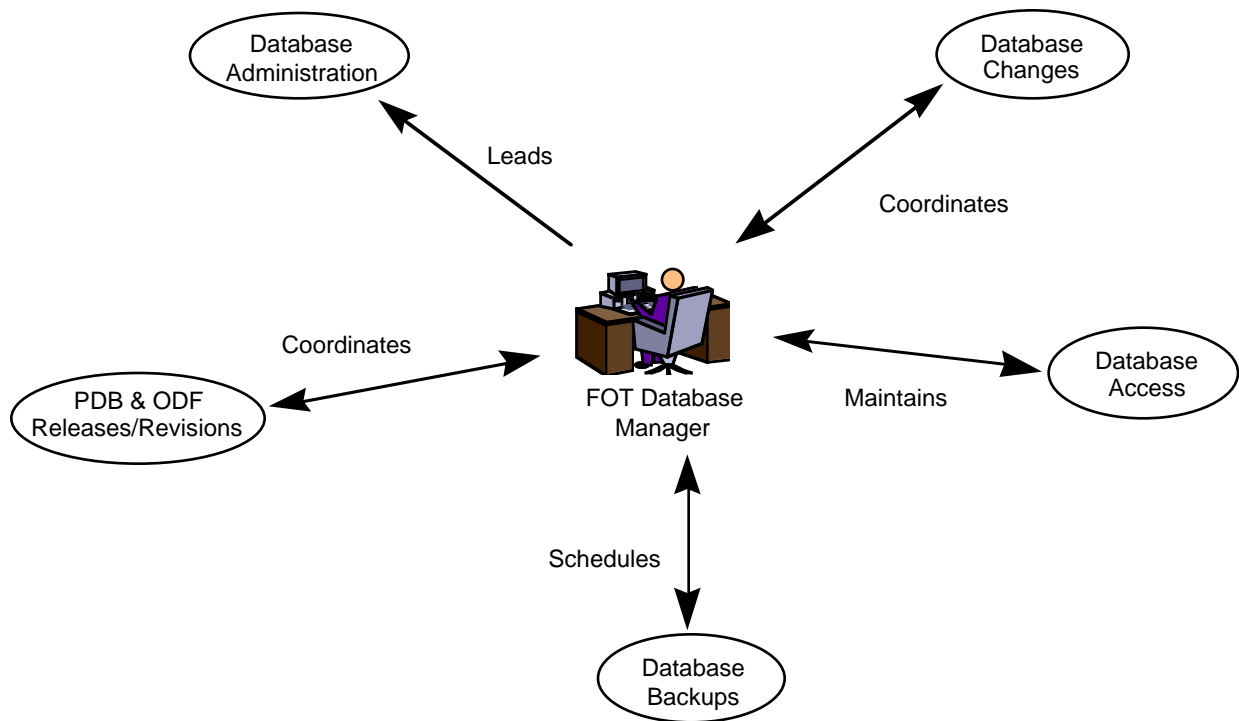 Database
Administration
Database
Changes
Leads
Coordinates
Coordinates
PDB & ODF
Releases/Revisions
FOT Database
Manager
Maintains
Database
Access
Schedules
Database
Backups